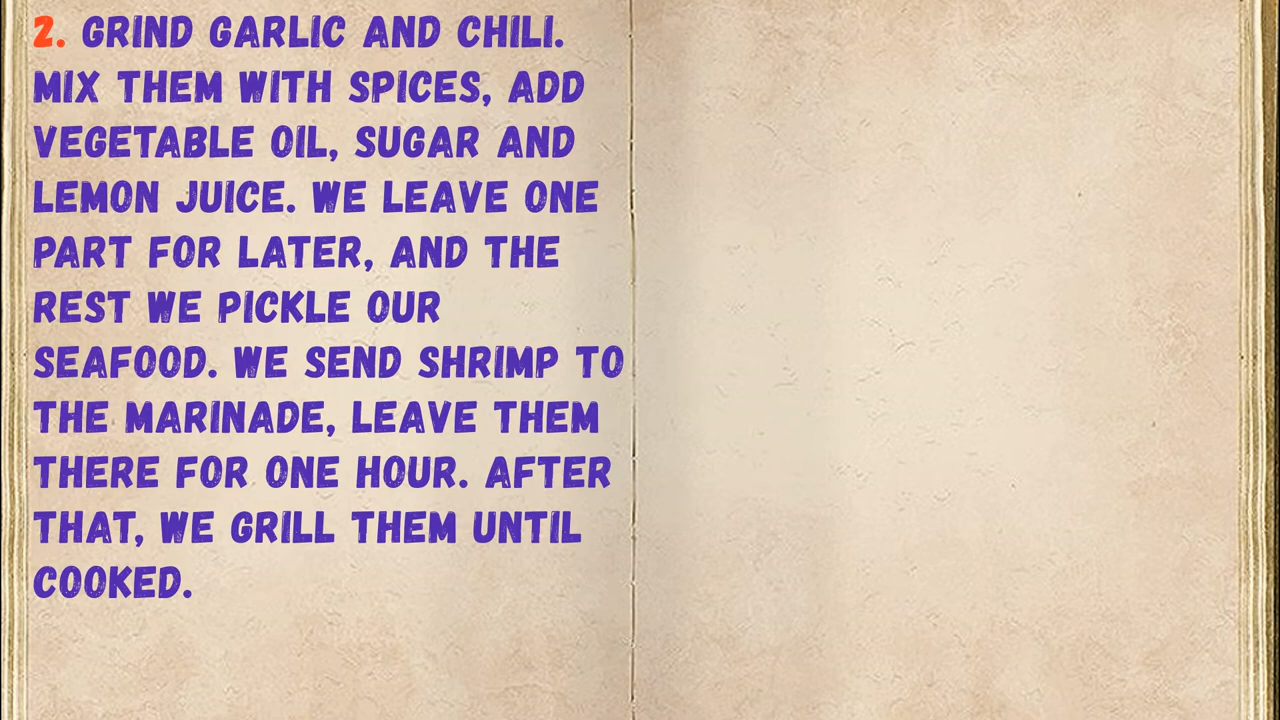 2. GRIND GARLIC AND CHILI.
MIX THEM WITH SPICES, ADD
VEGETABLE OIL, SUGAR AND
LEMON JUICE. WE LEAVE ONE
PART FOR LATER, AND THE
REST WE PICKLE OUR
SEAFOOD. WE SEND SHRIMP TO
THE MARINADE, LEAVE THEM
THERE FOR ONE HOUR. AFTER
THAT, WE GRILL THEM UNTIL
COOKED.